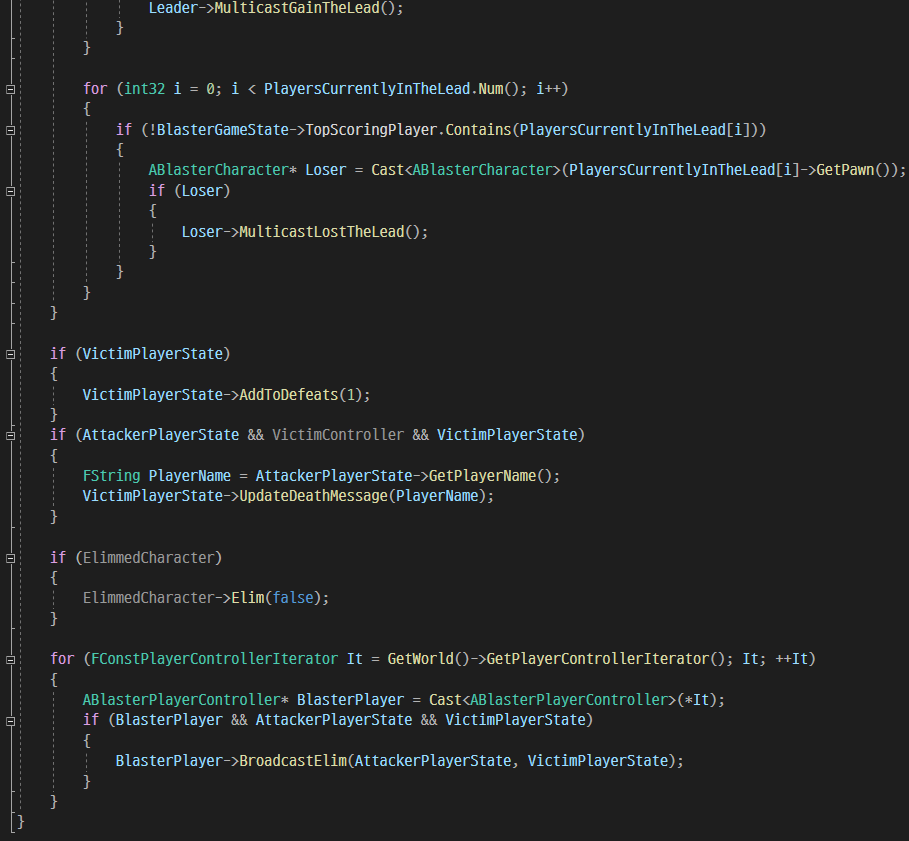 Leader->MulticastGainTheLead();
}
}
for (int32 i = 0; i < PlayersCurrentlyInTheLead.Num(); i++)
{
if (!BlasterGameState->TopScoringPlayer.Contains(PlayersCurrentlyInTheLead[i]))
{
ABlasterCharacter* Loser = Cast<ABlasterCharacter>(PlayersCurrentlyInTheLead[i]->GetPawn());
if (Loser)
{
Loser->MulticastLostTheLead();
}
}
}
}
if (VictimPlayerState)
{
VictimPlayerState->AddToDefeats(1);
}
if (AttackerPlayerState && VictimController && VictimPlayerState)
{
FString PlayerName = AttackerPlayerState->GetPlayerName();
VictimPlayerState->UpdateDeathMessage(PlayerName);
}
if (ElimmedCharacter)
{
ElimmedCharacter->Elim(false);
}
for (FConstPlayerControllerIterator It = GetWorld()->GetPlayerControllerIterator(); It; ++It)
{
ABlasterPlayerController* BlasterPlayer = Cast<ABlasterPlayerController>(*It);
if (BlasterPlayer && AttackerPlayerState && VictimPlayerState)
{
BlasterPlayer->BroadcastElim(AttackerPlayerState, VictimPlayerState);
}
}
}